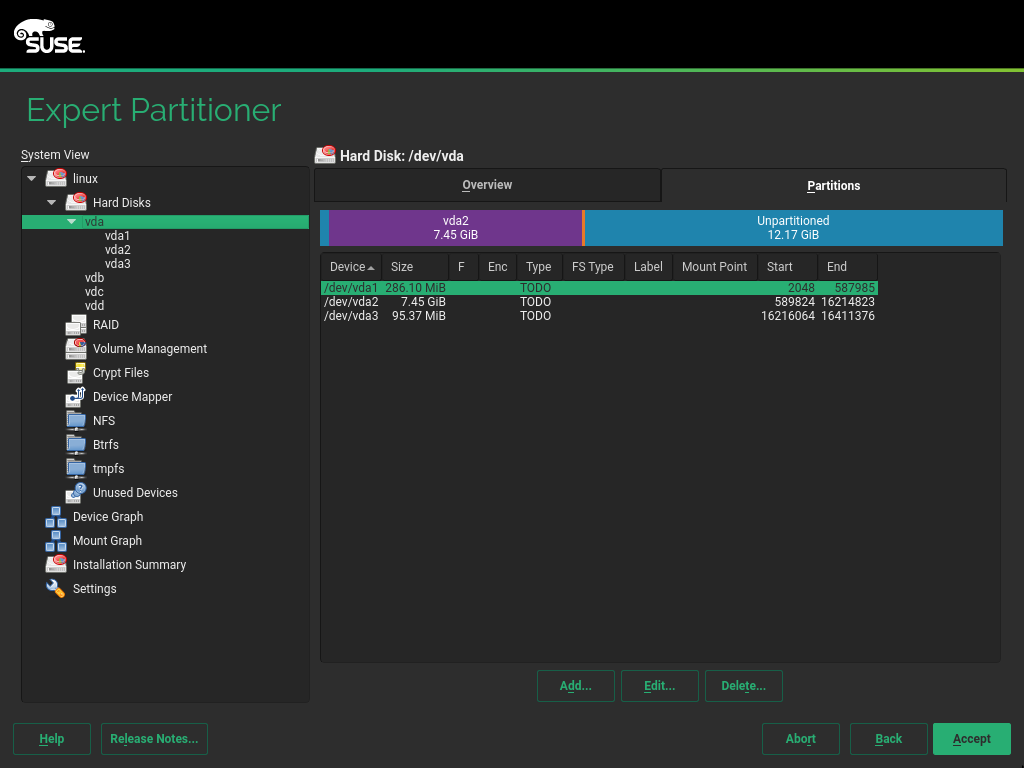 SUSE
Expert Partitioner
System View
linux
Hard Disks
vda
vda1
vda2
vda3
vdb
vdc
vdd
RAID
Volume Management
Crypt Files
Device Mapper
NFS
Btrfs
tmpfs
Unused Devices
Device Graph
Mount Graph
Installation Summary
Settings
Hard Disk: /dev/vda
Overview Partitions
vda2 Unpartitioned
7.45 GiB 12.17 GiB
Device Size F Enc Type FS Type Label Mount Point Start End
/dev/vda1 286.10 MiB TODO 2048 587985
/dev/vda2 7.45 GiB TODO 589824 16214823
/dev/vda3 95.37 MiB TODO 16216064 16411376
Add... Edit... Delete...
Help Release Notes... Abort Back Accept